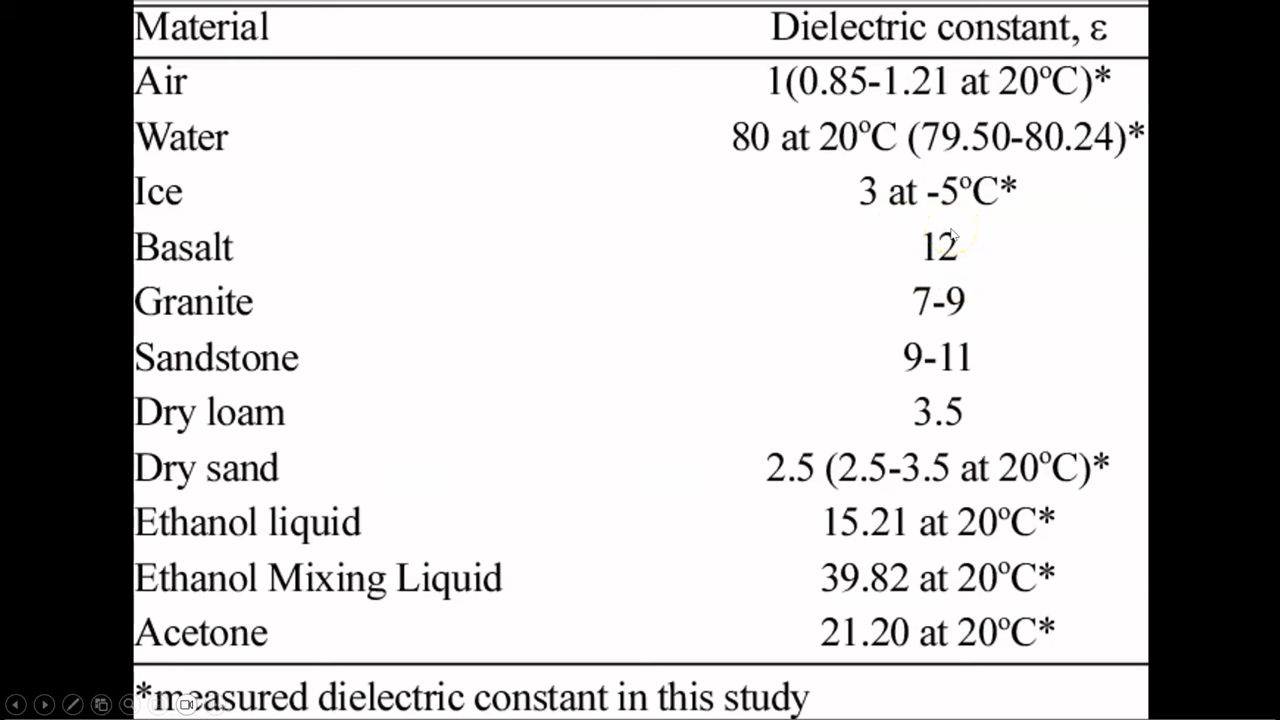 Material Dielectric constant, ε
Air 1(0.85-1.21 at 20ºC)*
Water 80 at 20ºC (79.50-80.24)*
Ice 3 at -5ºC*
Basalt 12
Granite 7-9
Sandstone 9-11
Dry loam 3.5
Dry sand 2.5 (2.5-3.5 at 20ºC)*
Ethanol liquid 15.21 at 20ºC*
Ethanol Mixing Liquid 39.82 at 20ºC*
Acetone 21.20 at 20ºC*
*measured dielectric constant in this study